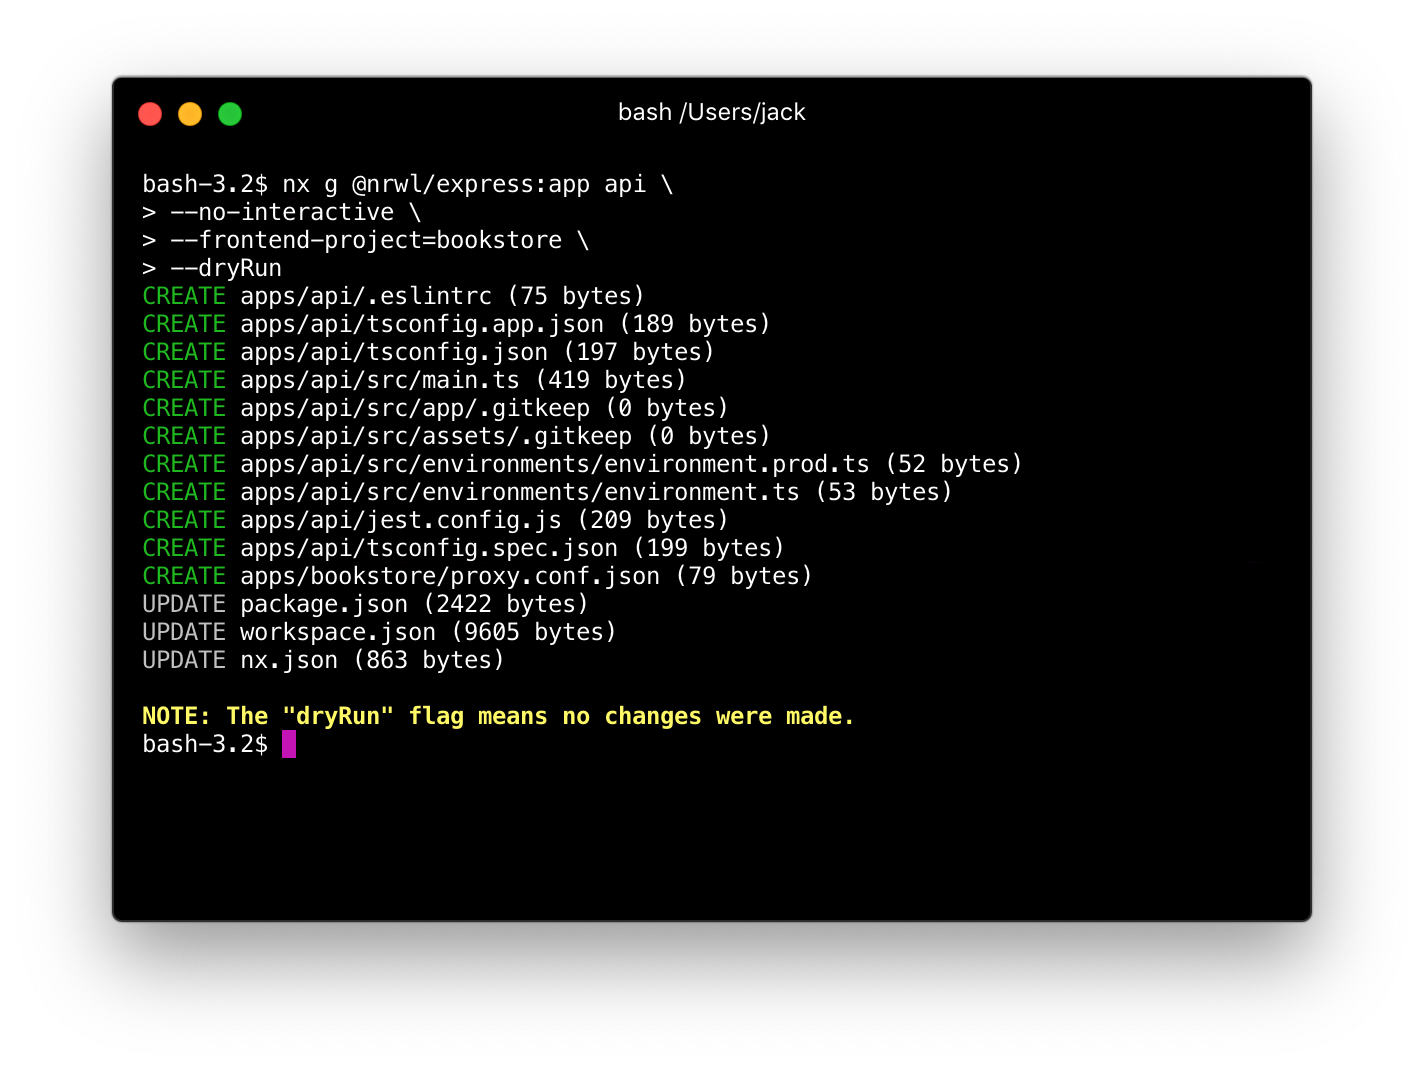 bash /Users/jack
bash-3.2$ nx g @nrwl/express:app api \
> --no-interactive \
> --frontend-project=bookstore \
> --dryRun
CREATE apps/api/.eslintrc (75 bytes)
CREATE apps/api/tsconfig.app.json (189 bytes)
CREATE apps/api/tsconfig.json (197 bytes)
CREATE apps/api/src/main.ts (419 bytes)
CREATE apps/api/src/app/.gitkeep (0 bytes)
CREATE apps/api/src/assets/.gitkeep (0 bytes)
CREATE apps/api/src/environments/environment.prod.ts (52 bytes)
CREATE apps/api/src/environments/environment.ts (53 bytes)
CREATE apps/api/jest.config.js (209 bytes)
CREATE apps/api/tsconfig.spec.json (199 bytes)
CREATE apps/bookstore/proxy.conf.json (79 bytes)
UPDATE package.json (2422 bytes)
UPDATE workspace.json (9605 bytes)
UPDATE nx.json (863 bytes)
NOTE: The "dryRun" flag means no changes were made.
bash-3.2$